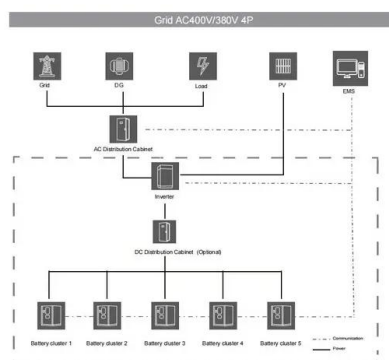 Grid AC400V/380V 4P
Grid
DG
Load
PV
EMS
AC Distribution Cabinet
Inverter
DC Distribution Cabinet (Optional)
Battery cluster 1
Battery cluster 2
Battery cluster 3
Battery cluster 4
Battery cluster 5
Communication
Power